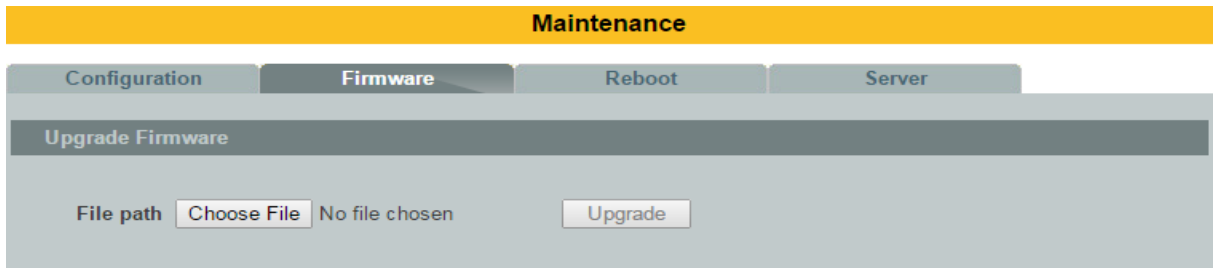 Maintenance
Configuration Firmware Reboot Server
Upgrade Firmware
File path Choose File No file chosen Upgrade